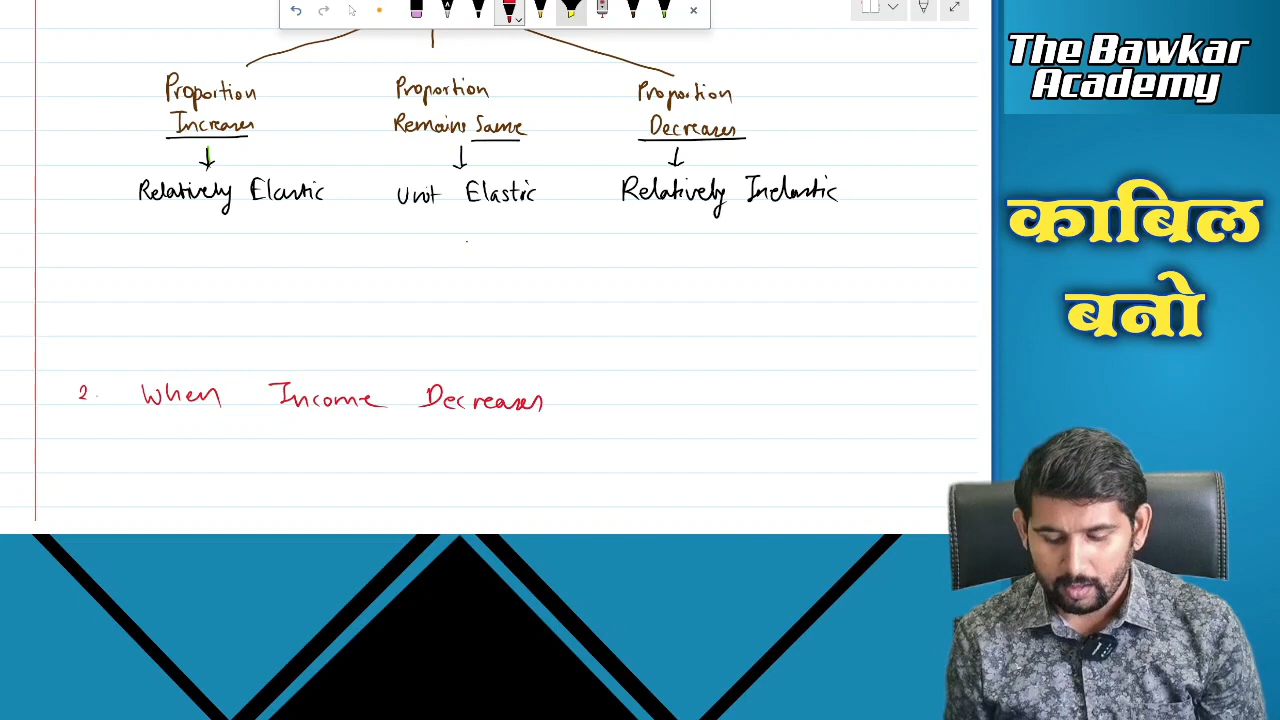 The Bawkar
Academy
काबिल
बनो
Proportion Increases
Proportion Remains Same
Proportion Decreases
Relatively Elastic
Unit Elastic
Relatively Inelastic
2. When Income Decreases